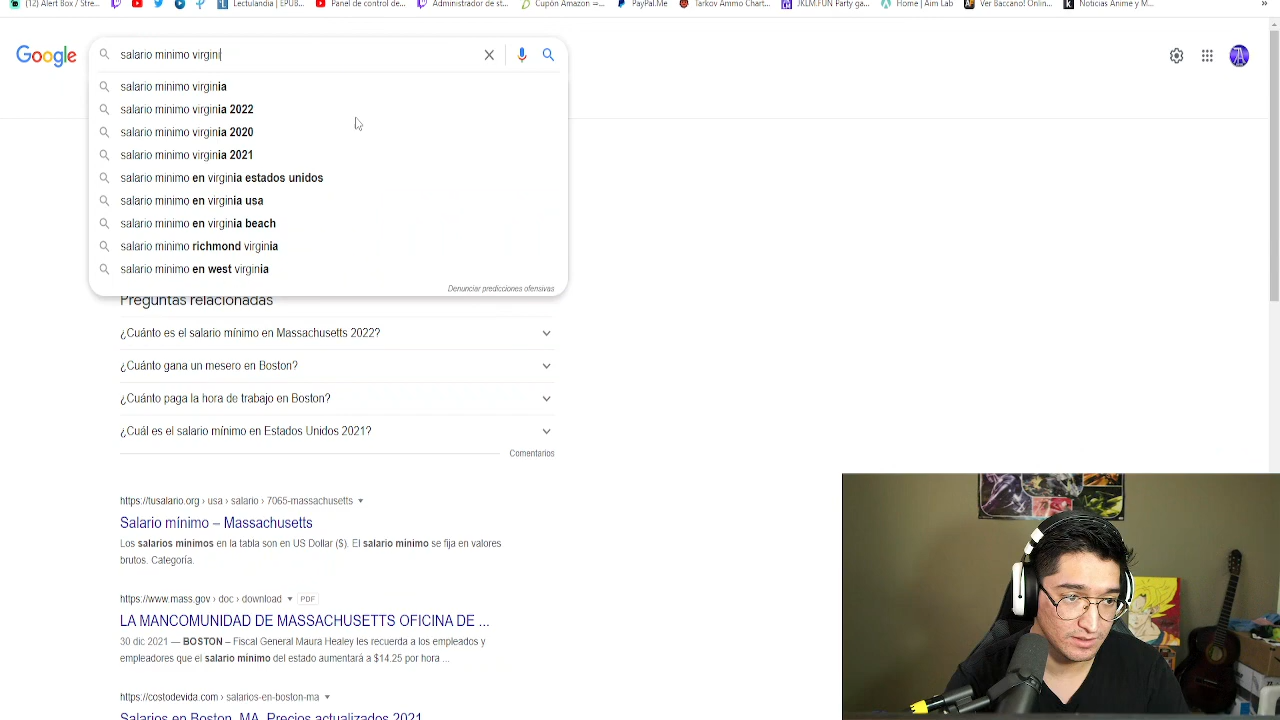 (12) Alert Box / Stre...
Lectulandia | EPUB...
Panel de control de...
Administrador de st...
Cupón Amazon ⇒...
PayPal.Me
Tarkov Ammo Chart...
JKLM.FUN Party ga...
Home | Aim Lab
Ver Baccano! Onlin...
Noticias Anime y M...
»
Google
salario minimo virgini
salario minimo virginia
salario minimo virginia 2022
salario minimo virginia 2020
salario minimo virginia 2021
salario minimo en virginia estados unidos
salario minimo en virginia usa
salario minimo en virginia beach
salario minimo richmond virginia
salario minimo en west virginia
Denunciar predicciones ofensivas
Preguntas relacionadas
¿Cuánto es el salario mínimo en Massachusetts 2022?
¿Cuánto gana un mesero en Boston?
¿Cuánto paga la hora de trabajo en Boston?
¿Cuál es el salario mínimo en Estados Unidos 2021?
Comentarios
https://tusalario.org › usa › salario › 7065-massachusetts
Salario mínimo – Massachusetts
Los salarios mínimos en la tabla son en US Dollar ($). El salario mínimo se fija en valores
brutos. Categoría.
https://www.mass.gov › doc › download PDF
LA MANCOMUNIDAD DE MASSACHUSETTS OFICINA DE ...
30 dic 2021 — BOSTON – Fiscal General Maura Healey les recuerda a los empleados y
empleadores que el salario mínimo del estado aumentará a $14.25 por hora ...
https://costodevida.com › salarios-en-boston-ma
Salarios en Boston, MA. Precios actualizados 2021